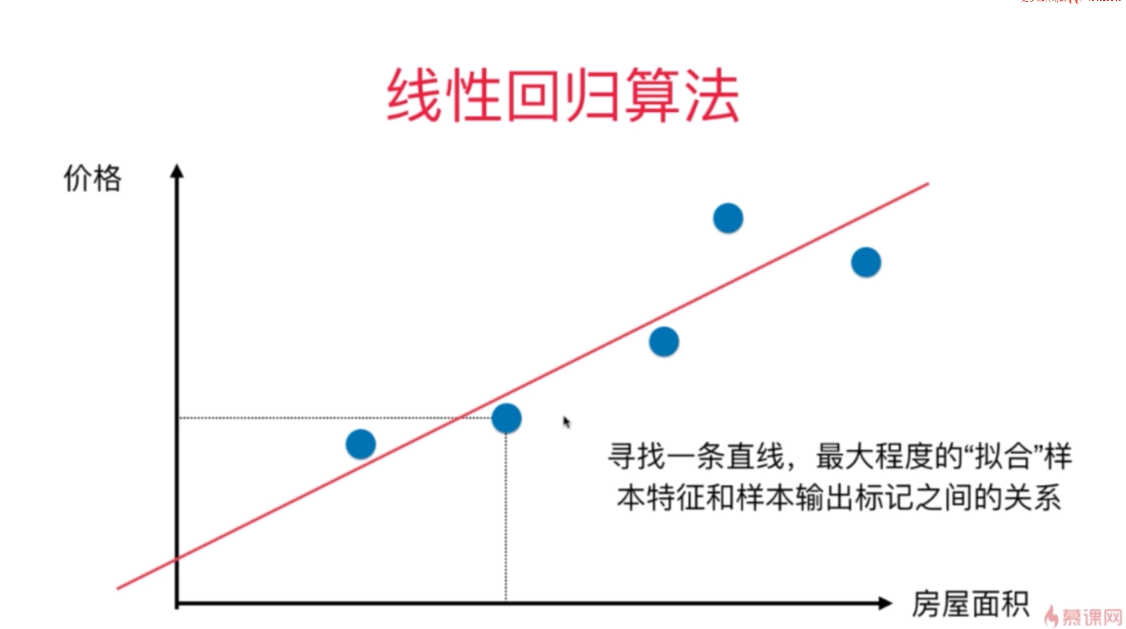 线性回归算法
价格
寻找一条直线，最大程度的“拟合”样
本特征和样本输出标记之间的关系
房屋面积
慕课网